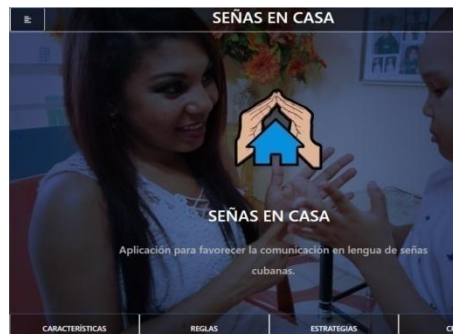 SEÑAS EN CASA
SEÑAS EN CASA
Aplicación para favorecer la comunicación en lengua de señas
cubanas.
CARACTERÍSTICAS REGLAS ESTRATEGIAS